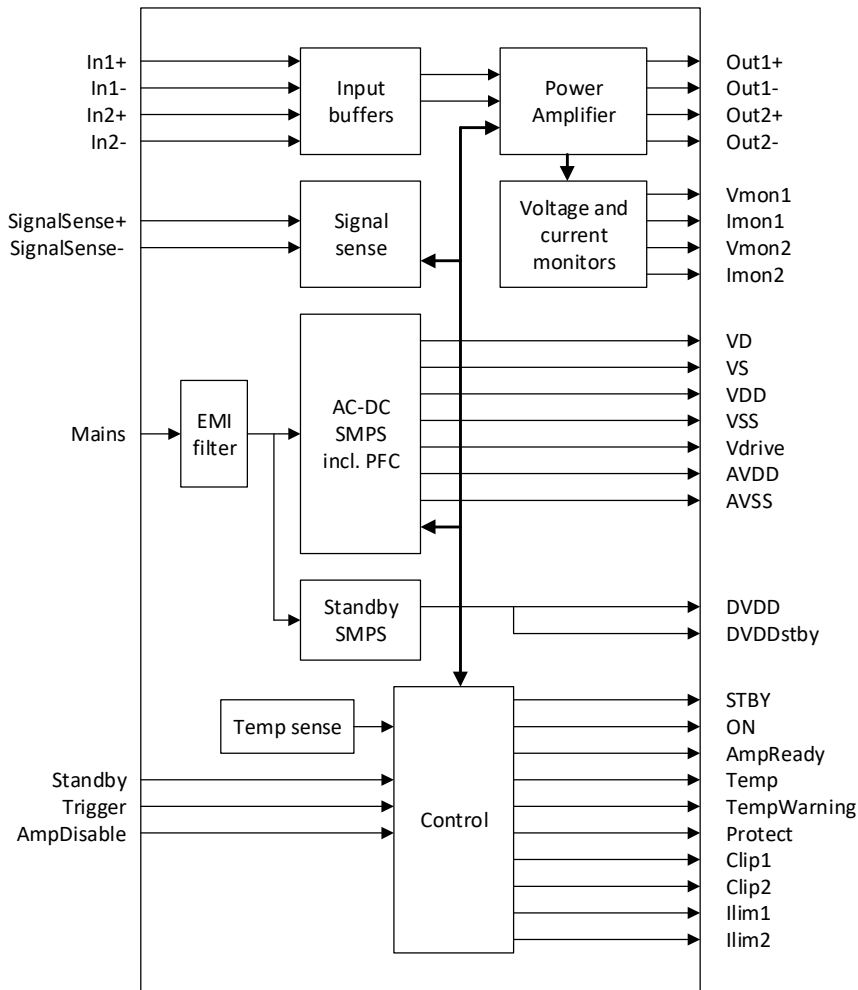 In1+
In1-
In2+
In2-
Input
buffers
Power
Amplifier
Out1+
Out1-
Out2+
Out2-
SignalSense+
SignalSense-
Signal
sense
Voltage and
current
monitors
Vmon1
Imon1
Vmon2
Imon2
Mains
EMI
filter
AC-DC
SMPS
incl. PFC
VD
VS
VDD
VSS
Vdrive
AVDD
AVSS
Standby
SMPS
DVDD
DVDDstby
Temp sense
Standby
Trigger
AmpDisable
Control
STBY
ON
AmpReady
Temp
TempWarning
Protect
Clip1
Clip2
Ilim1
Ilim2